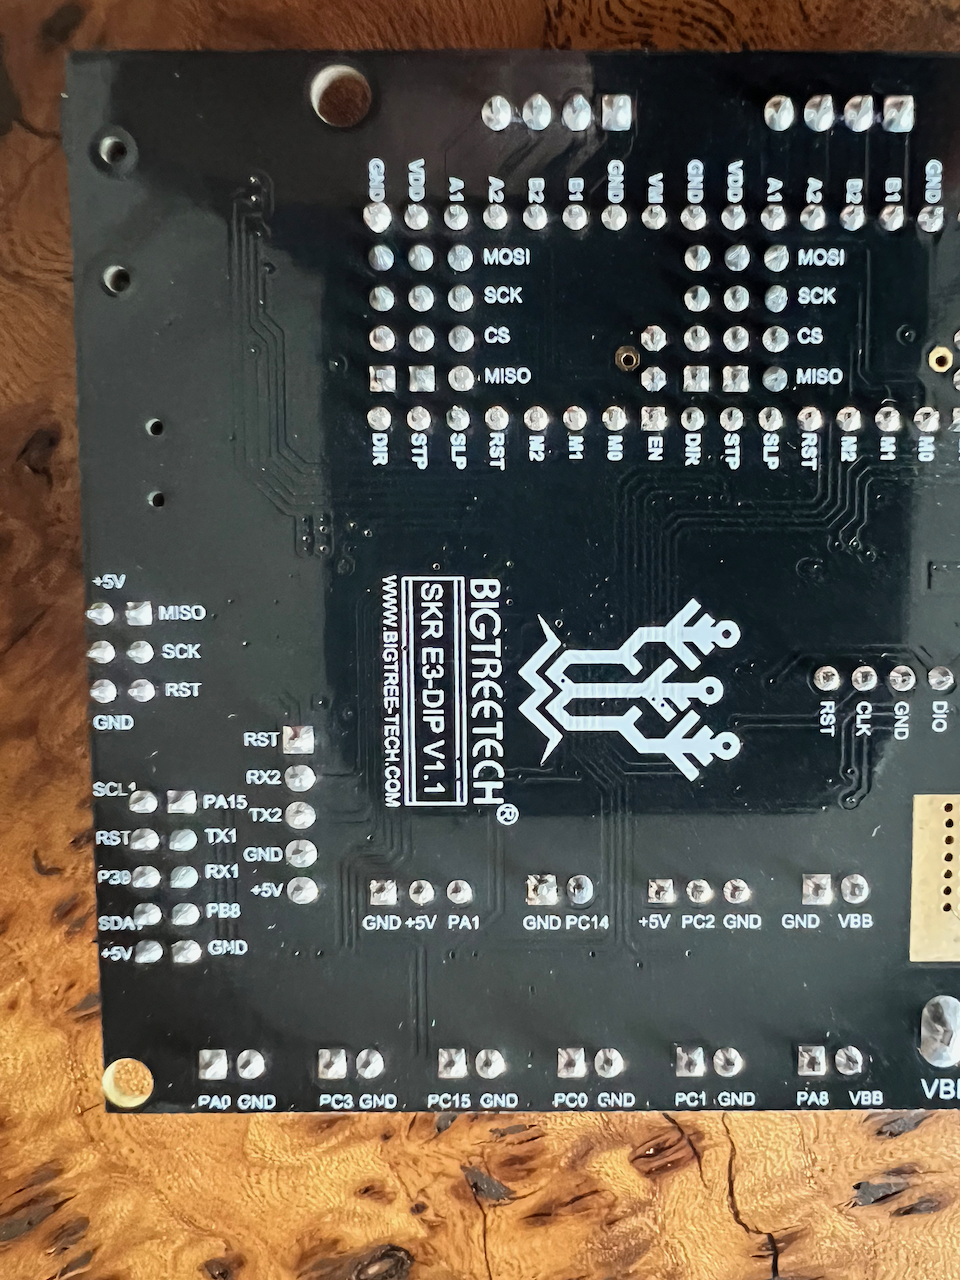 GND VDD A1 A2 B2 B1 GND VM GND VDD A1 A2 B2 B1 GND
MOSI MOSI
SCK SCK
CS CS
MISO MISO
DIR STP SLP RST M2 M1 M0 EN DIR STP SLP RST M2 M1 M0
BIGTREETECH®
SKR E3-DIP V1.1
WWW.BIGTREE-TECH.COM
+5V
MISO
SCK
RST
GND
RST CLK GND DIO
RST
RX2
TX2
GND
+5V
SCL1 PA15
RST TX1
RX1
SDA1 PB8
+5V GND
GND +5V PA1 GND PC14 +5V PC2 GND GND VBB
PA0 GND PC3 GND PC15 GND PC0 GND PC1 GND PA8 VBB